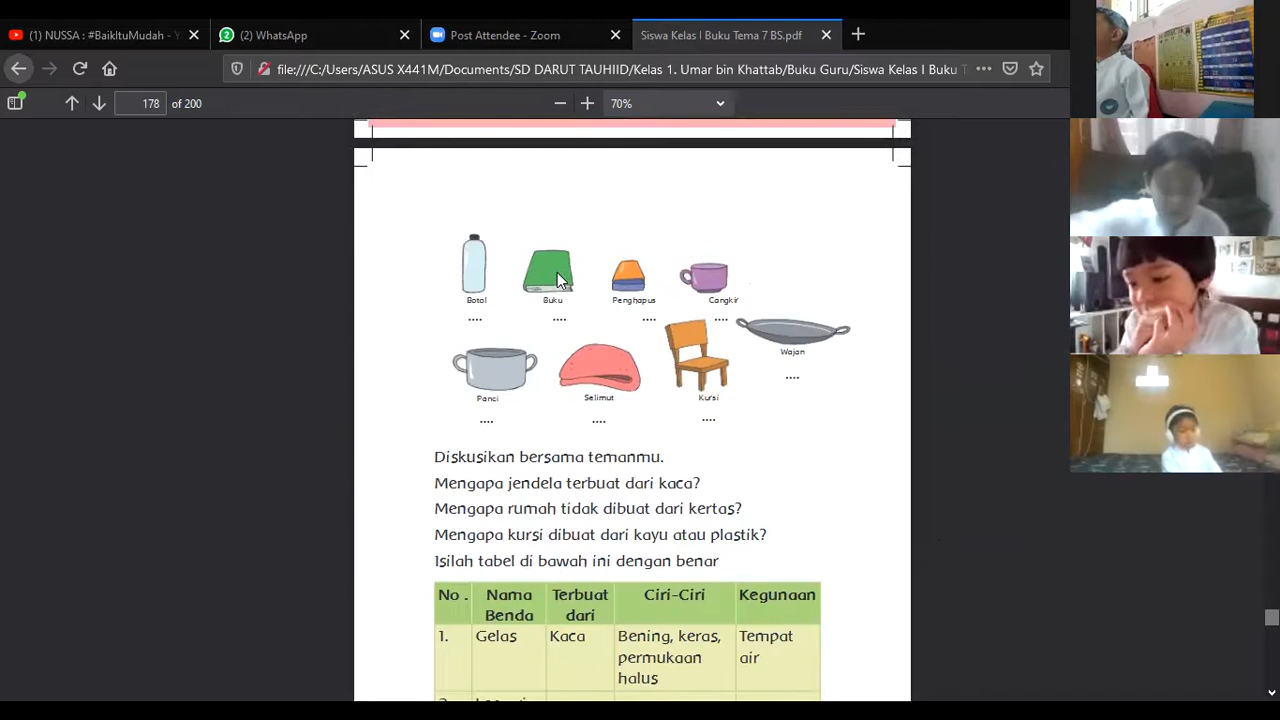 (1) NUSSA : #BaikItuMudah - Y
(2) WhatsApp
Post Attendee - Zoom
Siswa Kelas I Buku Tema 7 BS.pdf
file:///C:/Users/ASUS X441M/Documents/SD DAARUT TAUHIID/Kelas 1. Umar bin Khattab/Buku Guru/Siswa Kelas I Bu
178 of 200
70%
Botol Buku Penghapus Cangkir
.... .... .... ....
Wajan
....
Panci Selimut Kursi
.... .... ....
Diskusikan bersama temanmu.
Mengapa jendela terbuat dari kaca?
Mengapa rumah tidak dibuat dari kertas?
Mengapa kursi dibuat dari kayu atau plastik?
Isilah tabel di bawah ini dengan benar
No . Nama Terbuat Ciri-Ciri Kegunaan
Benda dari
1. Gelas Kaca Bening, keras, Tempat
permukaan air
halus